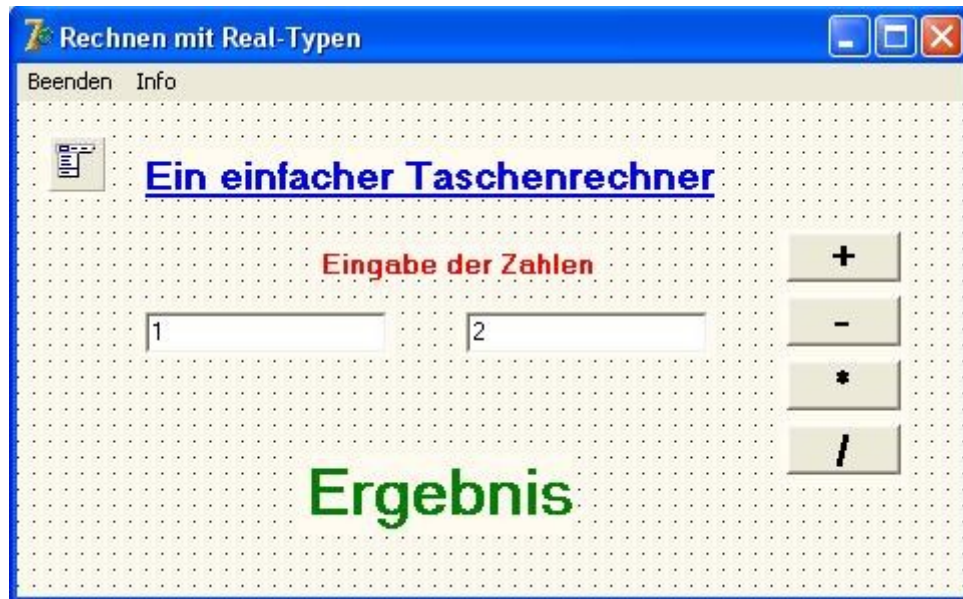 Rechnen mit Real-Typen
Beenden Info
Ein einfacher Taschenrechner
Eingabe der Zahlen
1 2
+
-
*
/
Ergebnis